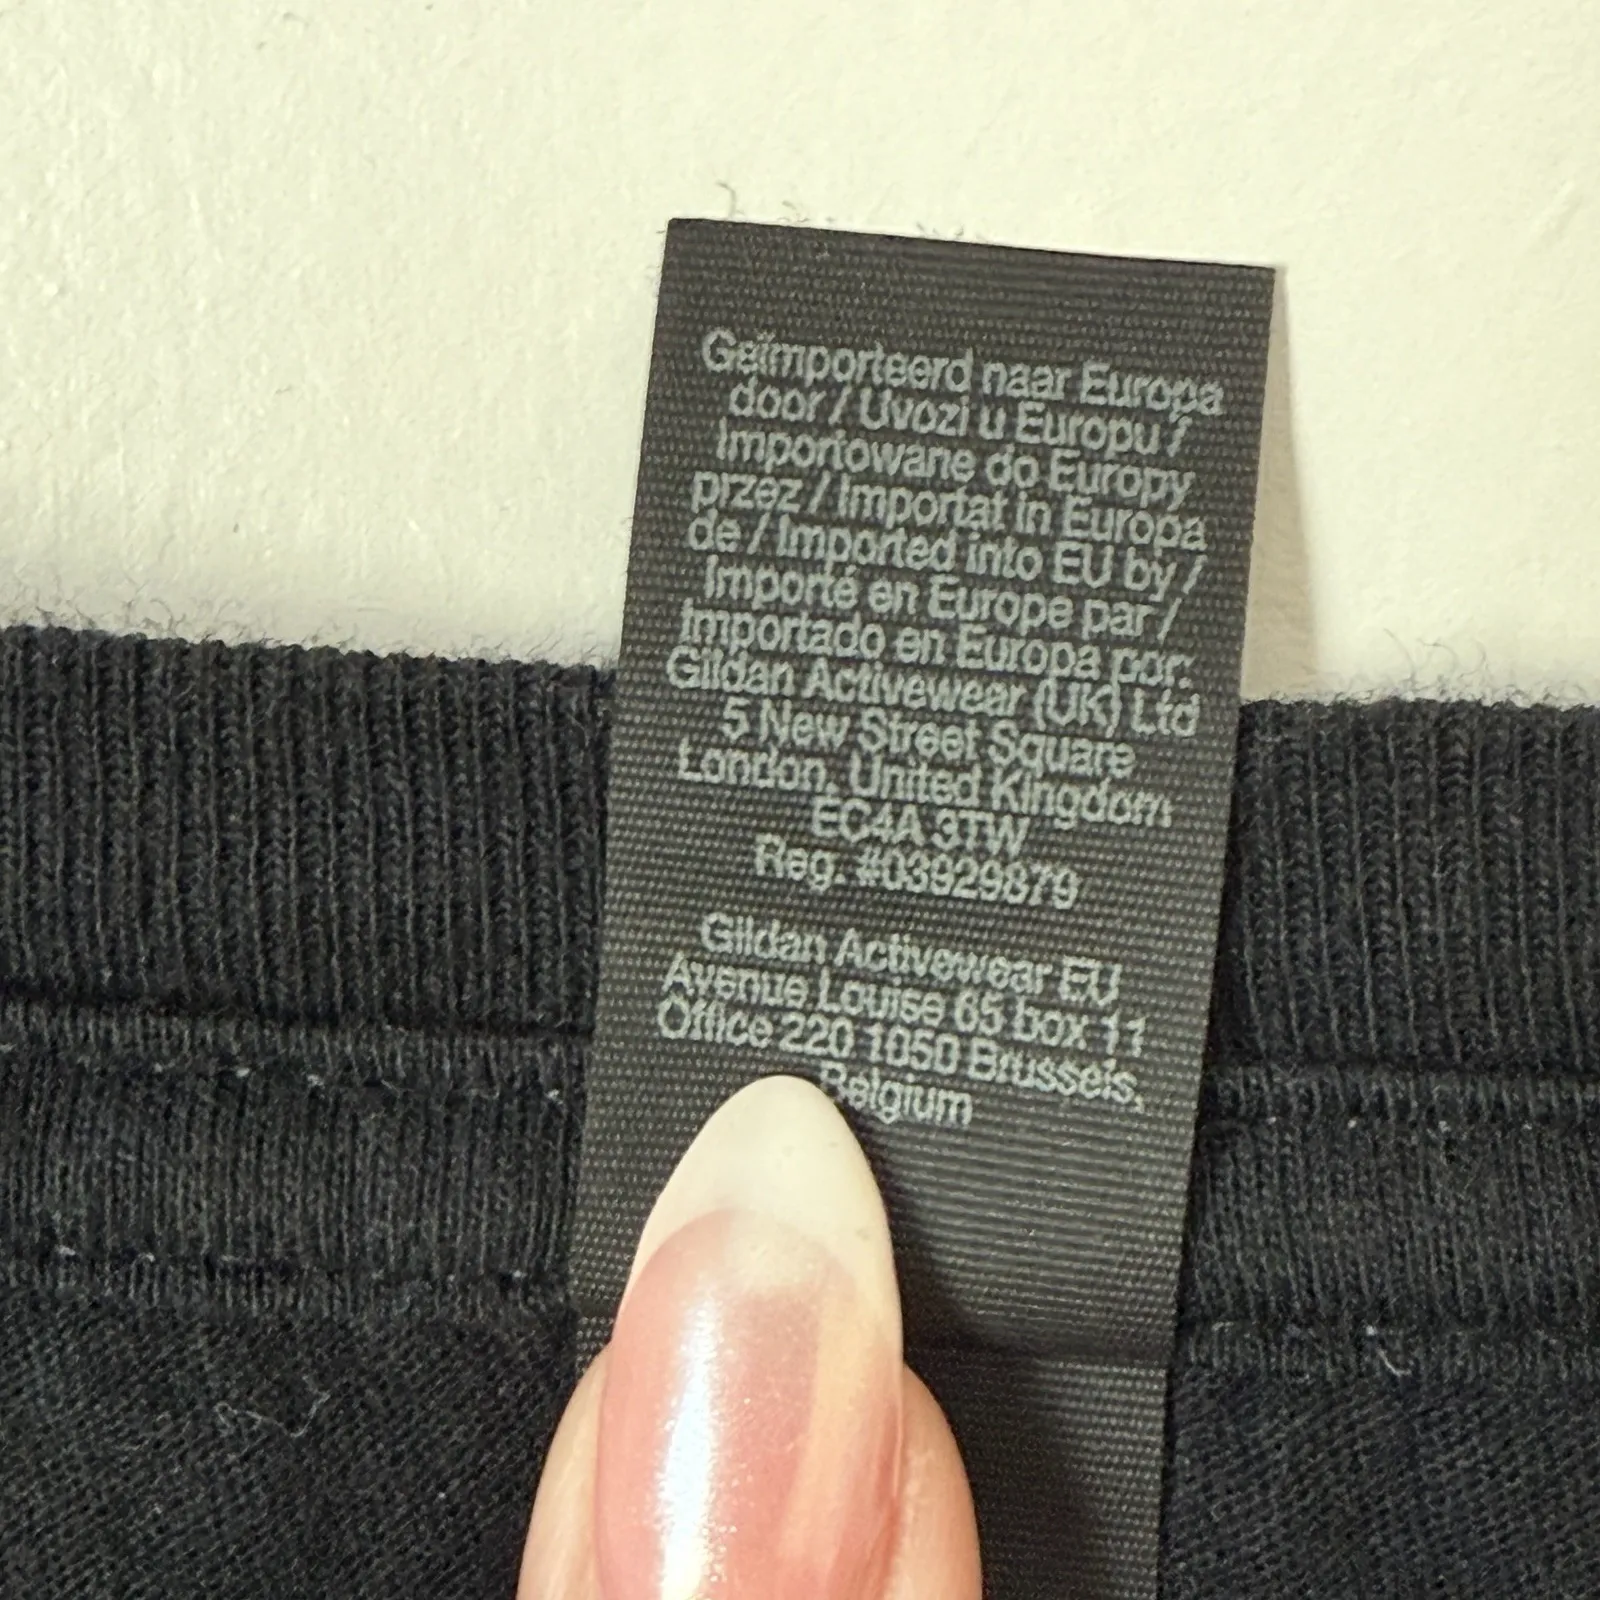 Geïmporteerd naar Europa
door / Uvozi u Europu /
Importowane do Europy
przez / Importat in Europa
de / Imported into EU by /
Importé en Europe par /
Importado en Europa por:
Gildan Activewear (UK) Ltd
5 New Street Square
London, United Kingdom
EC4A 3TW
Reg. #03929879
Gildan Activewear EU
Avenue Louise 65 box 11
Office 220 1050 Brussels,
Belgium